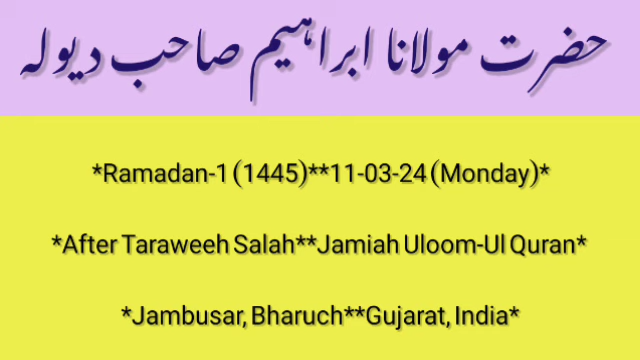 حضرت مولانا ابراہیم صاحب دیولہ
*Ramadan-1 (1445)**11-03-24 (Monday)*
*After Taraweeh Salah**Jamiah Uloom-Ul Quran*
*Jambusar, Bharuch**Gujarat, India*